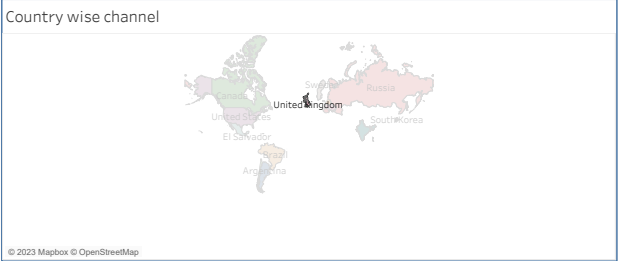 Country wise channel
Sweden
Canada
Russia
United Kingdom
United States
South Korea
El Salvador
Brazil
Argentina
© 2023 Mapbox © OpenStreetMap